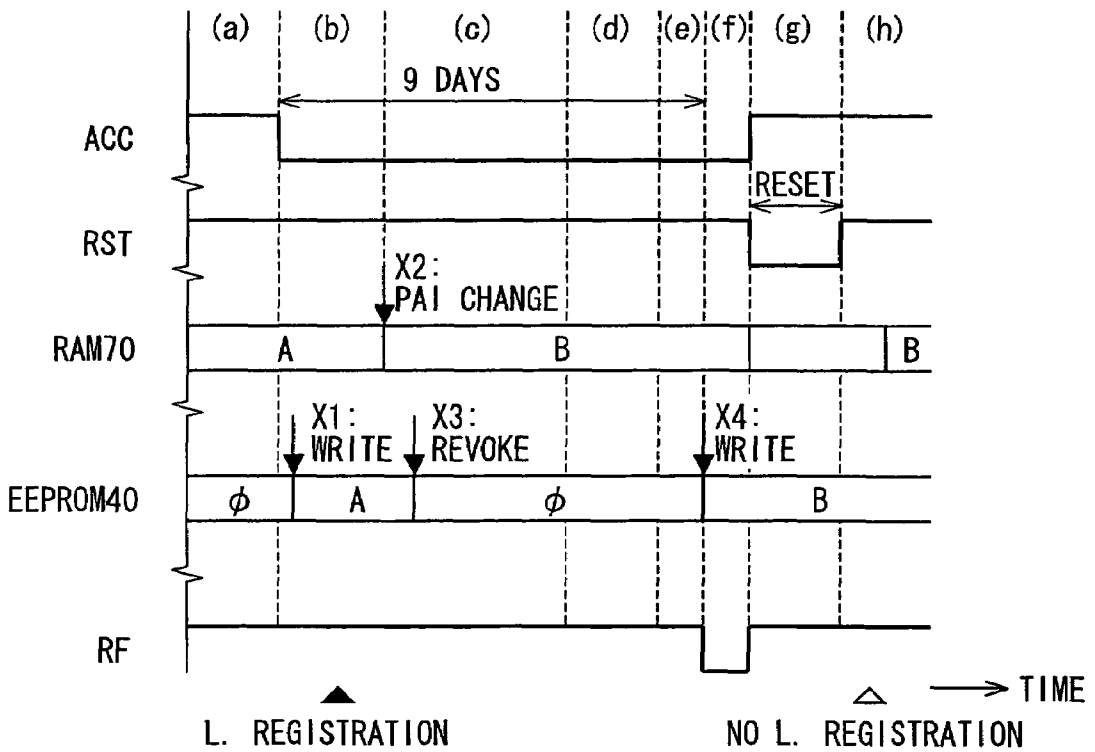 (a) (b) (c) (d) (e) (f) (g) (h)
9 DAYS
ACC
RESET
RST
X2:
PAI CHANGE
RAM70 A B B
X1:
WRITE
X3:
REVOKE
X4:
WRITE
EEPROM40 φ A φ B
RF
TIME
L. REGISTRATION NO L. REGISTRATION